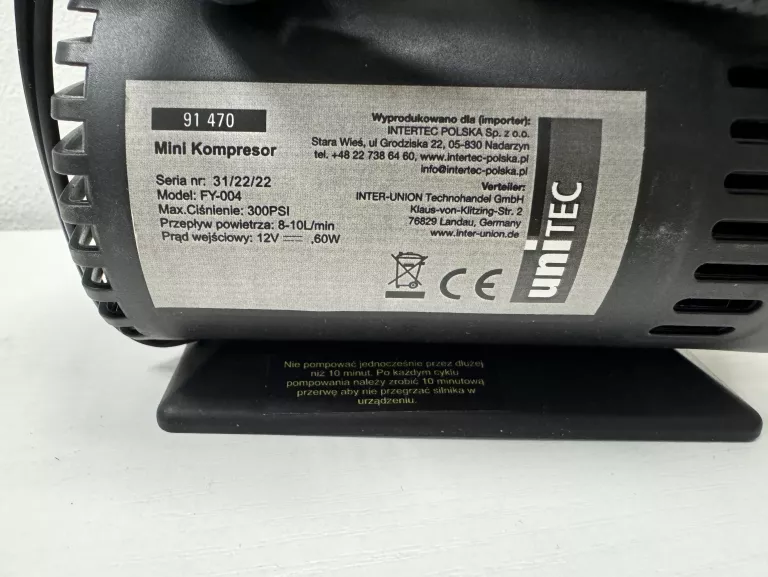 91 470
Mini Kompresor
Seria nr: 31/22/22
Model: FY-004
Max.Ciśnienie: 300PSI
Przepływ powietrza: 8-10L/min
Prąd wejściowy: 12V ⎓ ,60W
Wyprodukowano dla (importer):
INTERTEC POLSKA Sp. z o.o.
Stara Wieś, ul Grodziska 22, 05-830 Nadarzyn
tel. +48 22 738 64 60, www.intertec-polska.pl
info@intertec-polska.pl
Verteiler:
INTER-UNION Technohandel GmbH
Klaus-von-Klitzing-Str. 2
76829 Landau, Germany
www.inter-union.de
CE
uniTEC
Nie pompować jednocześnie przez dłużej
niż 10 minut. Po każdym cyklu
pompowania należy zrobić 10 minutową
przerwę aby nie przegrzać silnika w
urządzeniu.